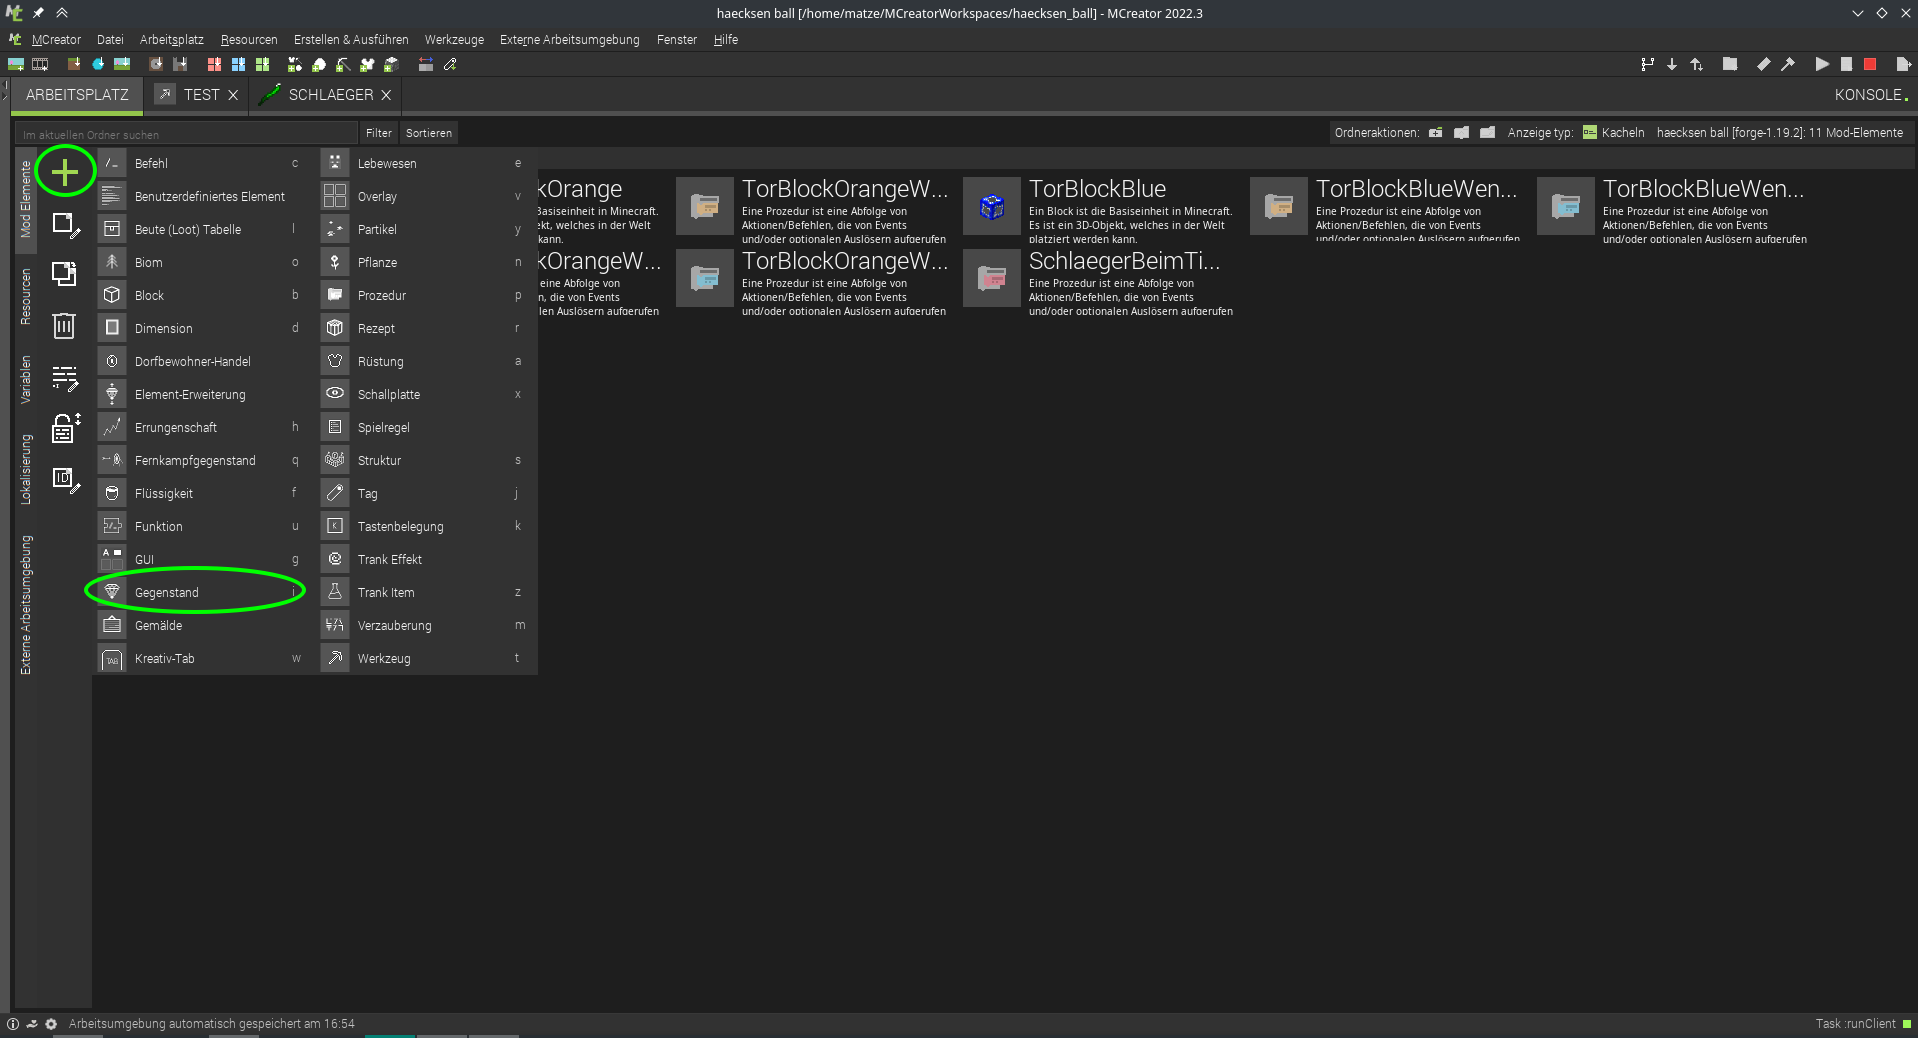 haecksen ball [/home/matze/MCreatorWorkspaces/haecksen_ball] - MCreator 2022.3
MCreator Datei Arbeitsplatz Resourcen Erstellen & Ausführen Werkzeuge Externe Arbeitsumgebung Fenster Hilfe
ARBEITSPLATZ TEST SCHLAEGER KONSOLE
Im aktuellen Ordner suchen Filter Sortieren Ordneraktionen: Anzeige typ: Kacheln haecksen ball [forge-1.19.2]: 11 Mod-Elemente
Mod Elemente
Resourcen
Variablen
Lokalisierung
Externe Arbeitsumgebung
Befehl c
Benutzerdefiniertes Element
Beute (Loot) Tabelle l
Biom o
Block b
Dimension d
Dorfbewohner-Handel
Element-Erweiterung
Errungenschaft h
Fernkampfgegenstand q
Flüssigkeit f
Funktion u
GUI g
Gegenstand i
Gemälde
Kreativ-Tab w
Lebewesen e
Overlay v
Partikel y
Pflanze n
Prozedur p
Rezept r
Rüstung a
Schallplatte x
Spielregel
Struktur s
Tag j
Tastenbelegung k
Trank Effekt
Trank Item z
Verzauberung m
Werkzeug t
kOrange
Basiseinheit in Minecraft.
ekt, welches in der Welt
kann.
TorBlockOrangeW...
Eine Prozedur ist eine Abfolge von
Aktionen/Befehlen, die von Events
und/oder optionalen Auslösern aufgerufen
TorBlockBlue
Ein Block ist die Basiseinheit in Minecraft.
Es ist ein 3D-Objekt, welches in der Welt
platziert werden kann.
TorBlockBlueWen...
Eine Prozedur ist eine Abfolge von
Aktionen/Befehlen, die von Events
und/oder optionalen Auslösern aufgerufen
TorBlockBlueWen...
Eine Prozedur ist eine Abfolge von
Aktionen/Befehlen, die von Events
und/oder optionalen Auslösern aufgerufen
kOrangeW...
eine Abfolge von
n, die von Events
len Auslösern aufgerufen
TorBlockOrangeW...
Eine Prozedur ist eine Abfolge von
Aktionen/Befehlen, die von Events
und/oder optionalen Auslösern aufgerufen
SchlaegerBeimTi...
Eine Prozedur ist eine Abfolge von
Aktionen/Befehlen, die von Events
und/oder optionalen Auslösern aufgerufen
Arbeitsumgebung automatisch gespeichert am 16:54
Task :runClient